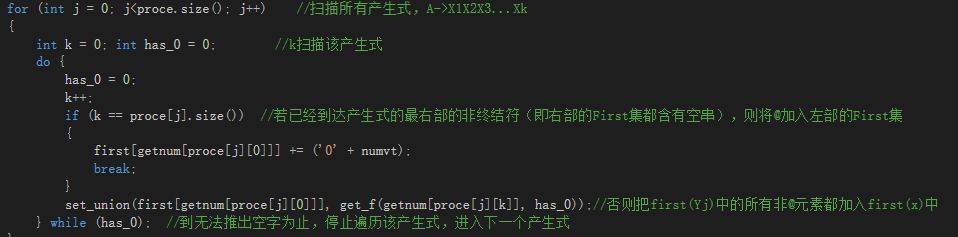 for (int j = 0; j<proce.size(); j++)    //扫描所有产生式，A->X1X2X3...Xk
{
    int k = 0; int has_0 = 0;        //k扫描该产生式
    do {
        has_0 = 0;
        k++;
        if (k == proce[j].size())  //若已经到达产生式的最右部的非终结符（即右部的First集都含有空串），则将@加入左部的First集
        {
            first[getnum[proce[j][0]]] += ('0' + numvt);
            break;
        }
        set_union(first[getnum[proce[j][0]]], get_f(getnum[proce[j][k]], has_0));//否则把first(Yj)中的所有非@元素都加入first(x)中
    } while (has_0);  //到无法推出空字为止，停止遍历该产生式，进入下一个产生式